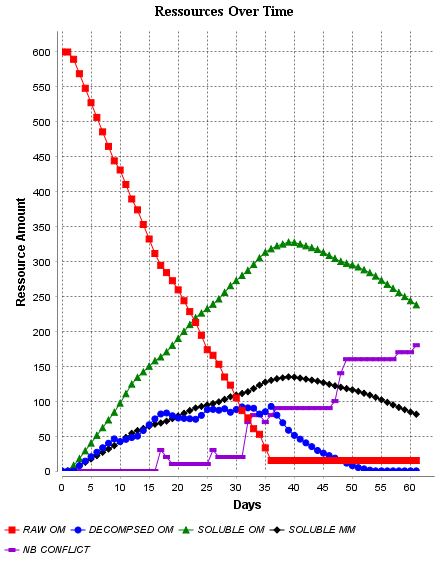 Ressources Over Time
Ressource Amount
600
550
500
450
400
350
300
250
200
150
100
50
0
0 5 10 15 20 25 30 35 40 45 50 55 60
Days
RAW OM DECOMPSED OM SOLUBLE OM SOLUBLE MM
NB CONFLICT